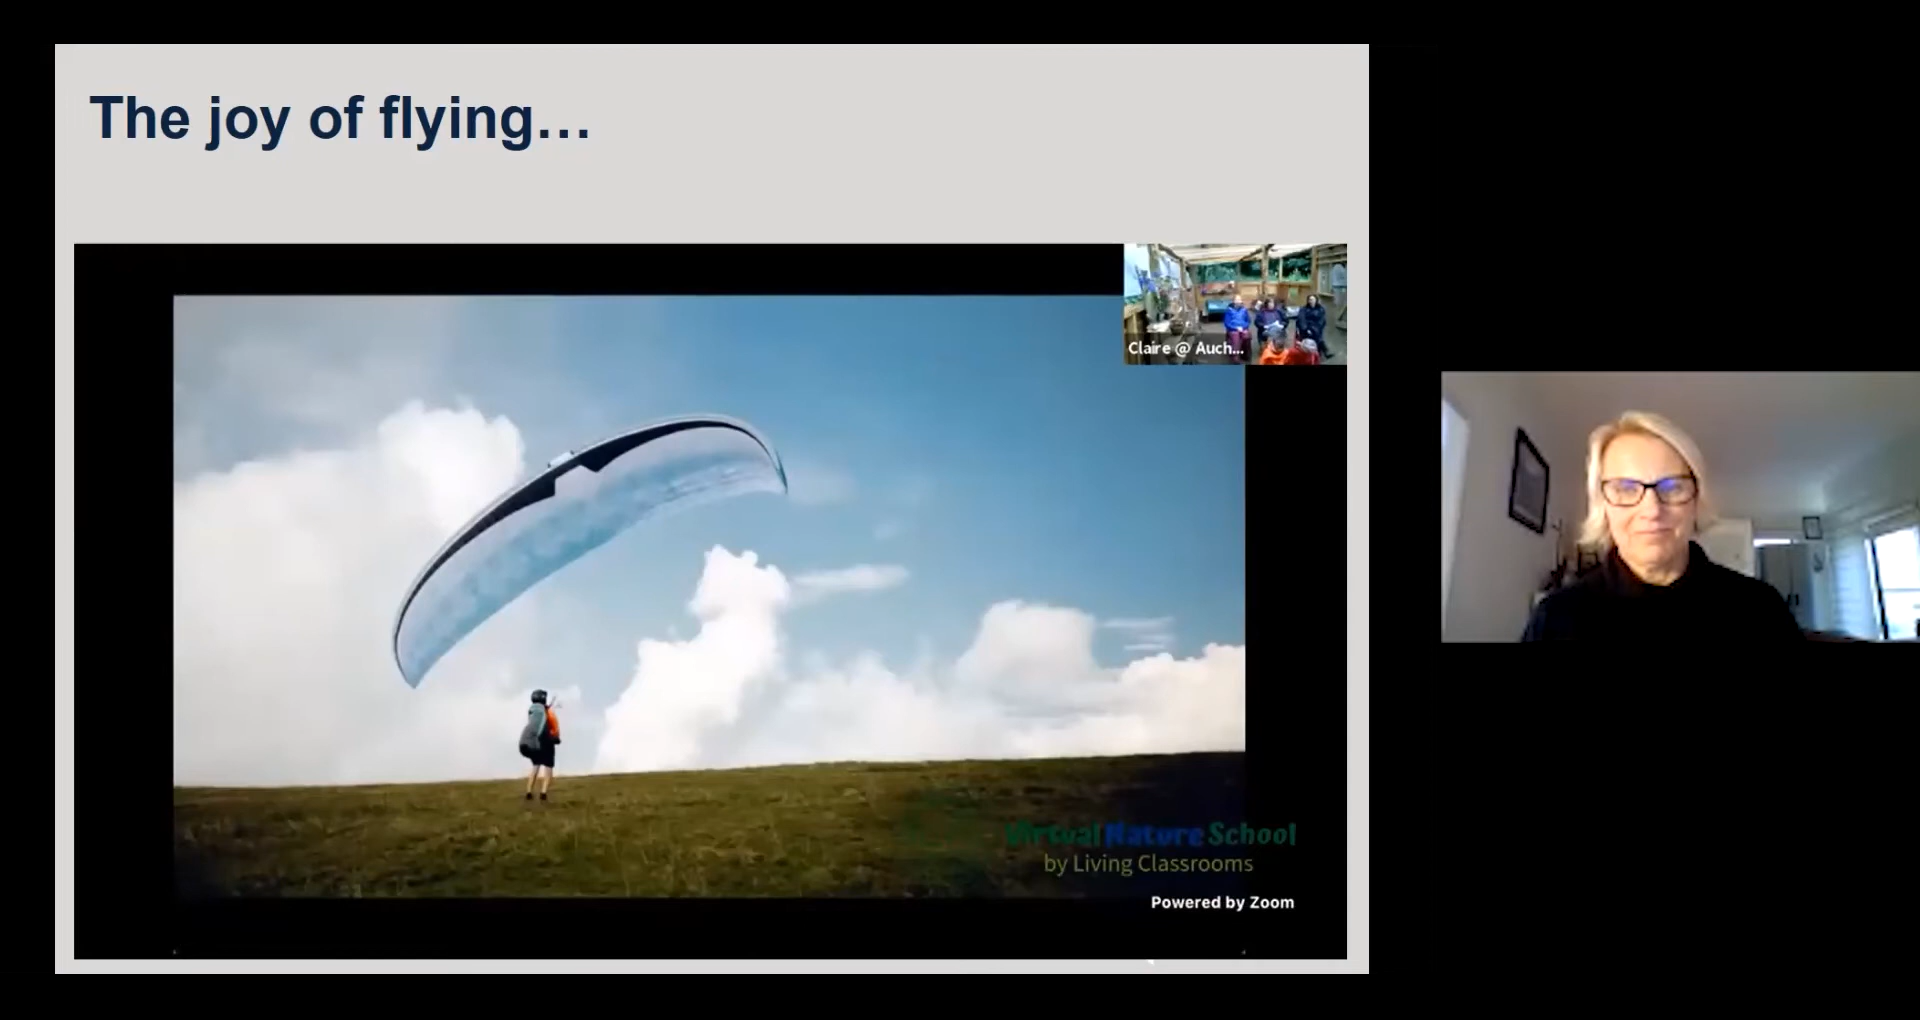 The joy of flying...
Claire @ Auch...
Virtual Nature School
by Living Classrooms
Powered by Zoom